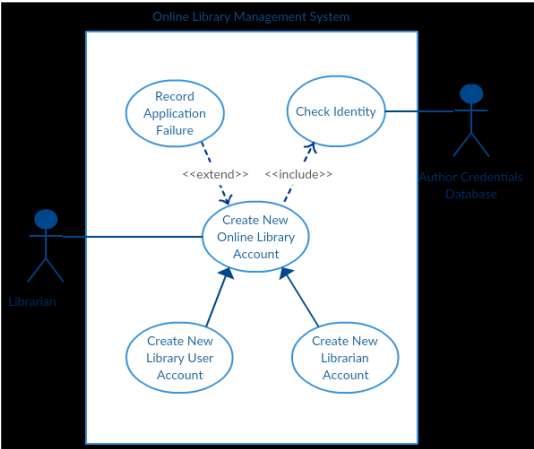 Online Library Management System
Record
Application
Failure
Check Identity
<<extend>>
<<include>>
Author Credentials
Database
Create New
Online Library
Account
Librarian
Create New
Library User
Account
Create New
Librarian
Account